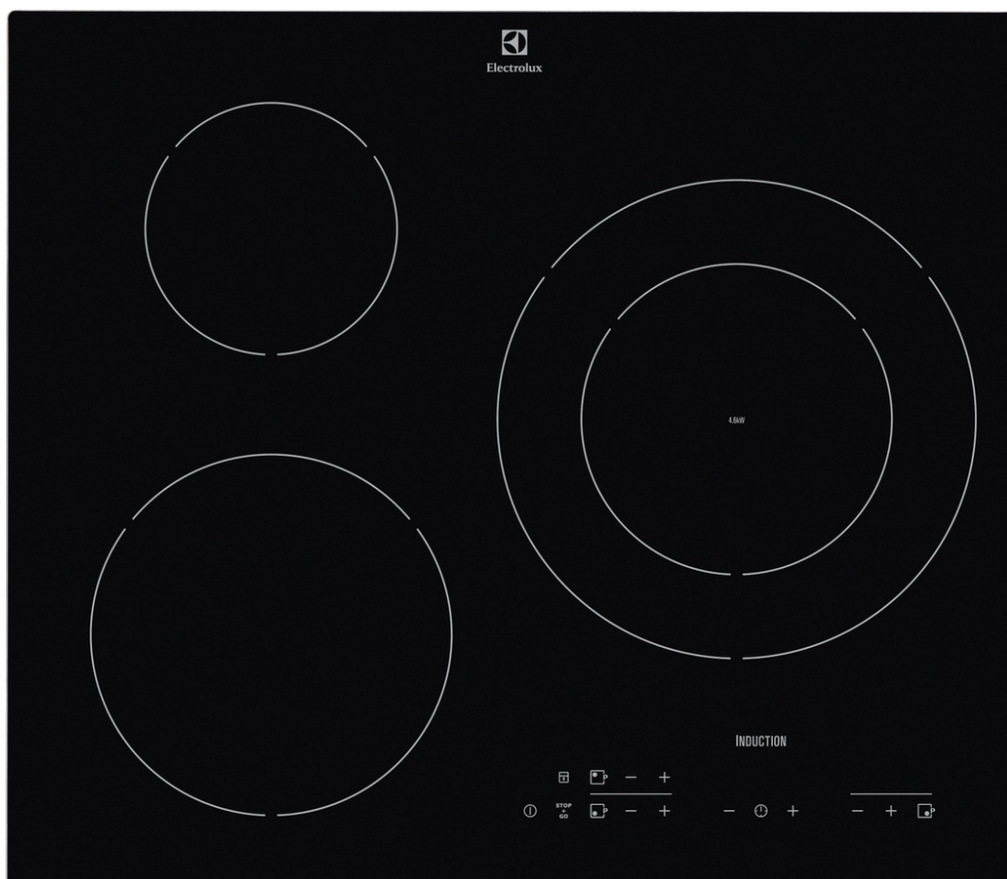 Electrolux
4.6kW
INDUCTION
P − +
STOP
+
GO
P − + − + − + P